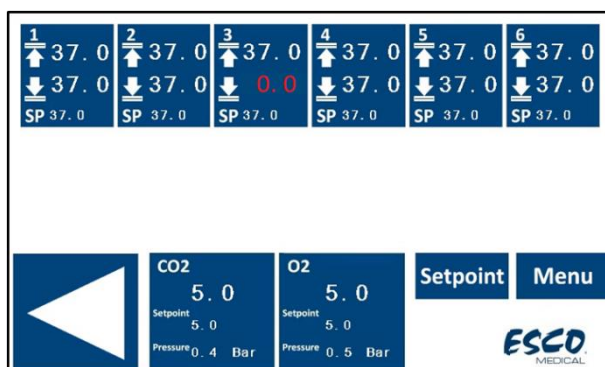 1 2 3 4 5 6
37.0 37.0 37.0 37.0 37.0 37.0
37.0 37.0 0.0 37.0 37.0 37.0
SP 37.0 SP 37.0 SP 37.0 SP 37.0 SP 37.0 SP 37.0
CO2
5.0
Setpoint
5.0
Pressure 0.4 Bar
O2
5.0
Setpoint
5.0
Pressure 0.5 Bar
Setpoint
Menu
ESCO
MEDICAL